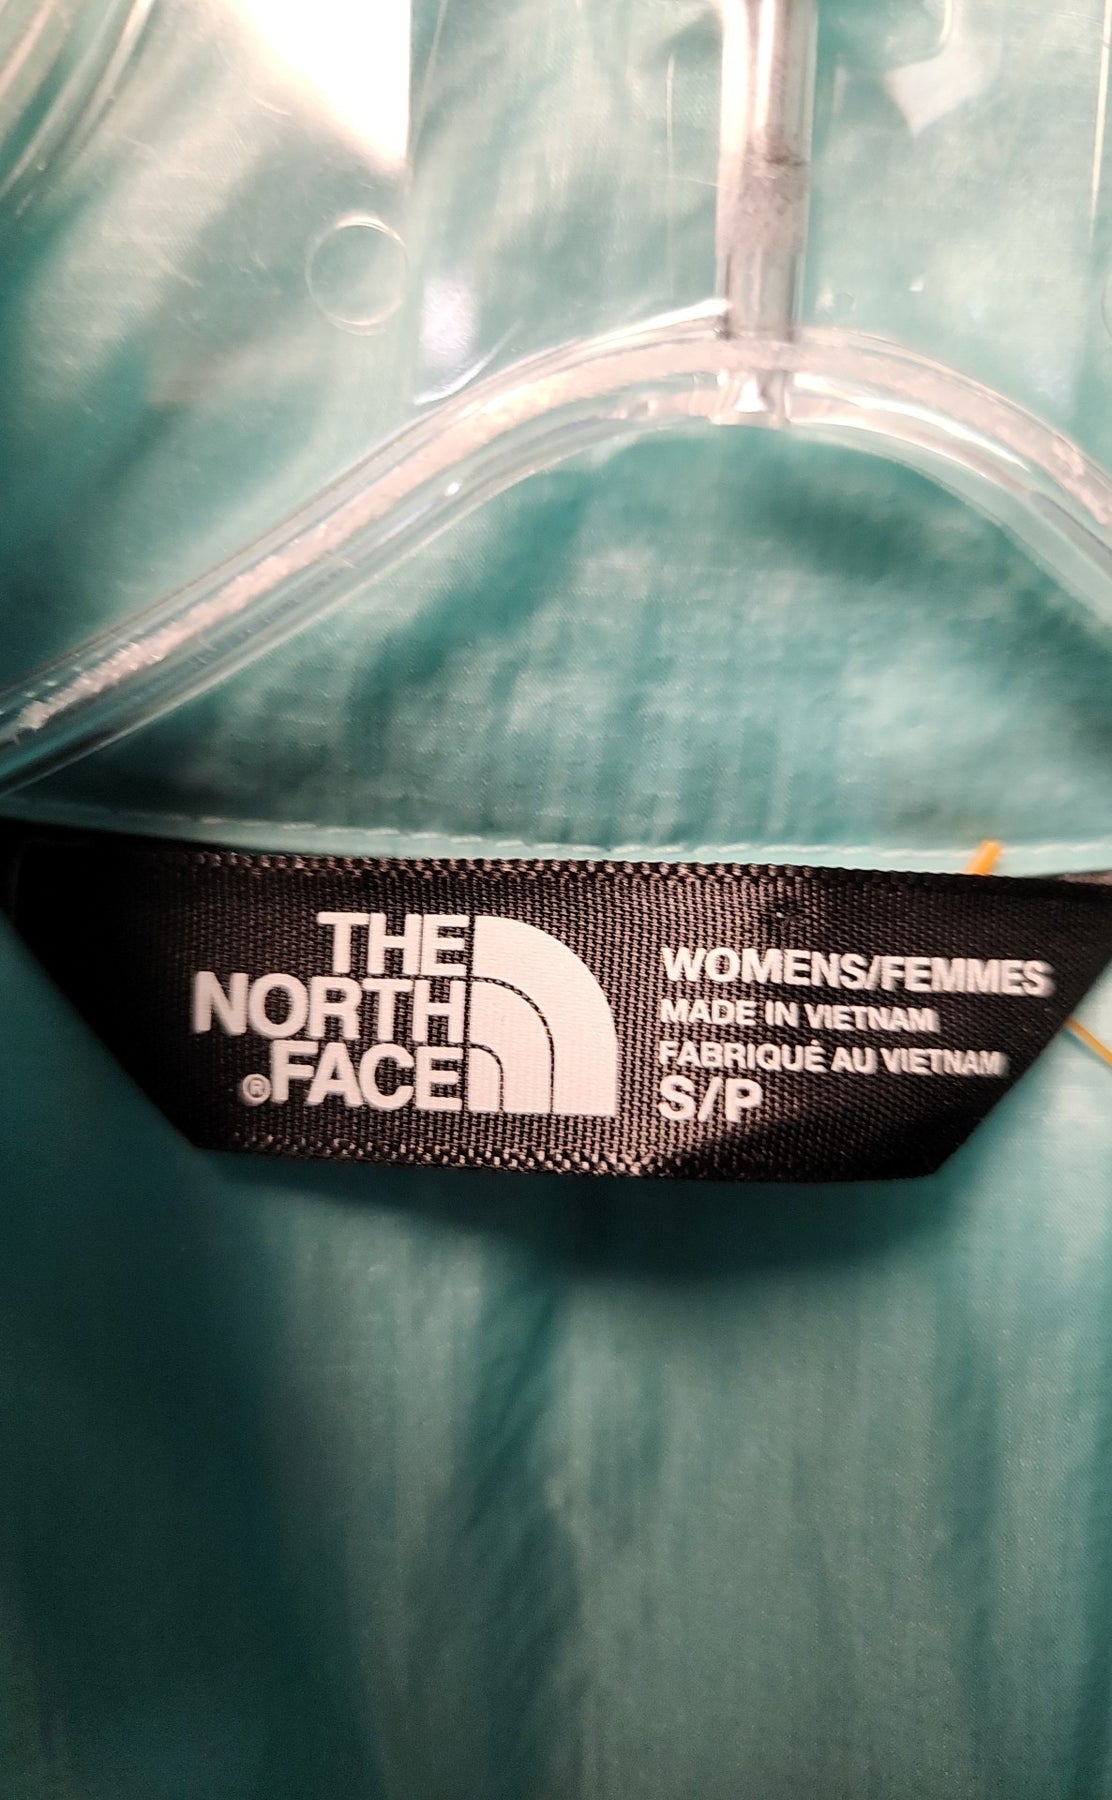 THE
NORTH
®FACE
WOMENS/FEMMES
MADE IN VIETNAM
FABRIQUÉ AU VIETNAM
S/P